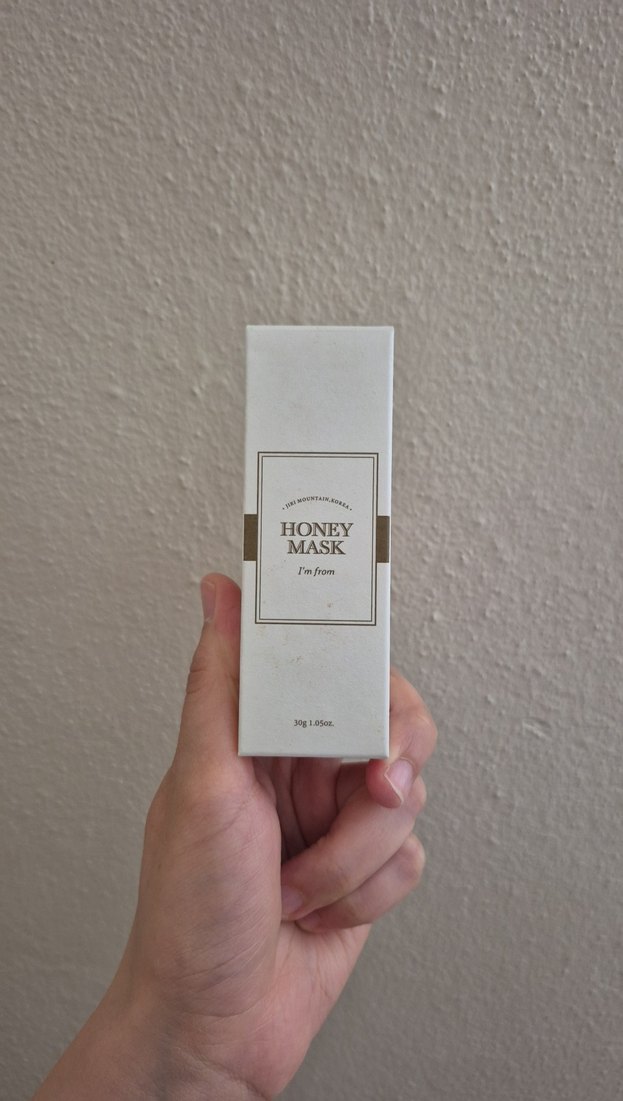 • JIRI MOUNTAIN, KOREA •
HONEY
MASK
I'm from
30g 1.05oz.